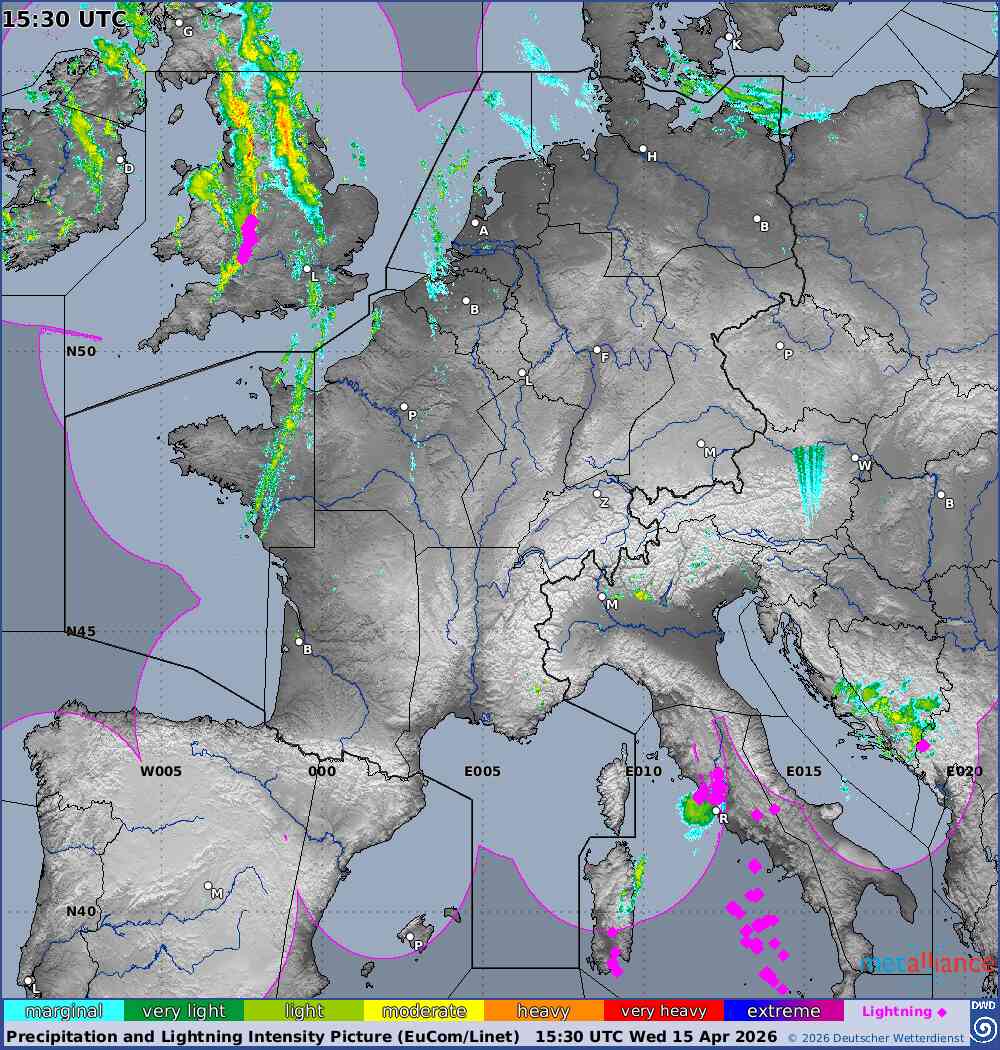 15:30 UTC
G
K
N55
D
H
A
B
L
B
N50
P
F
L
P
M
W
Z
B
M
N45
B
W005
000
E005
E010
E015
E020
R
M
N40
P
metalliance
L
marginal very light light moderate heavy very heavy extreme Lightning
DWD
Precipitation and Lightning Intensity Picture (EuCom/Linet) 15:30 UTC Wed 15 Apr 2026 © 2026 Deutscher Wetterdienst